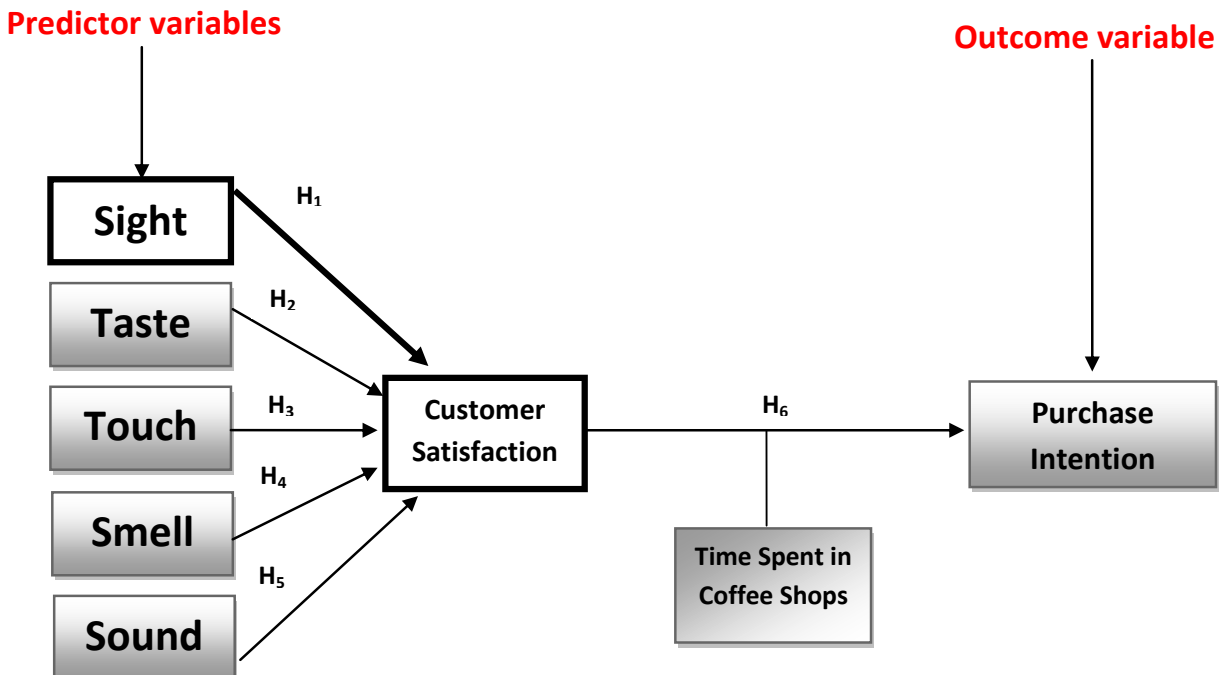 Predictor variables
Outcome variable
Sight
H₁
Taste
H₂
Touch
H₃
Smell
H₄
Sound
H₅
Customer
Satisfaction
H₆
Purchase
Intention
Time Spent in
Coffee Shops